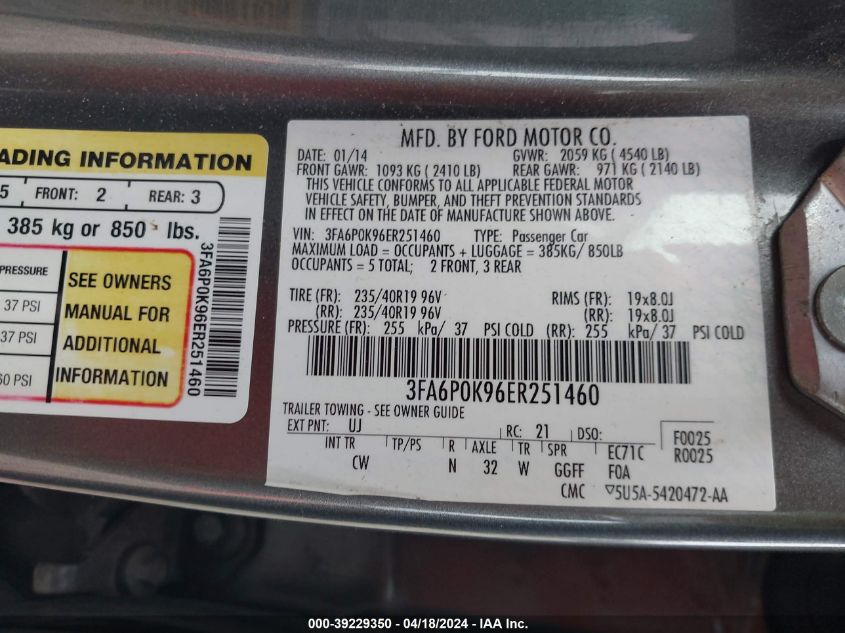 ADING INFORMATION
5 FRONT: 2 REAR: 3
385 kg or 850 lbs.
PRESSURE
37 PSI
37 PSI
60 PSI
SEE OWNERS
MANUAL FOR
ADDITIONAL
INFORMATION
3FA6P0K96ER251460
MFD. BY FORD MOTOR CO.
DATE: 01/14 GVWR: 2059 KG ( 4540 LB)
FRONT GAWR: 1093 KG ( 2410 LB) REAR GAWR: 971 KG ( 2140 LB)
THIS VEHICLE CONFORMS TO ALL APPLICABLE FEDERAL MOTOR
VEHICLE SAFETY, BUMPER, AND THEFT PREVENTION STANDARDS
IN EFFECT ON THE DATE OF MANUFACTURE SHOWN ABOVE.
VIN: 3FA6P0K96ER251460 TYPE: Passenger Car
MAXIMUM LOAD = OCCUPANTS + LUGGAGE = 385KG/ 850LB
OCCUPANTS = 5 TOTAL; 2 FRONT, 3 REAR
TIRE (FR): 235/40R19 96V RIMS (FR): 19x8.0J
(RR): 235/40R19 96V (RR): 19x8.0J
PRESSURE (FR): 255 kPa/ 37 PSI COLD (RR): 255 kPa/ 37 PSI COLD
3FA6P0K96ER251460
TRAILER TOWING - SEE OWNER GUIDE
EXT PNT: UJ RC: 21 DSO: F0025
R0025
INT TR TP/PS R AXLE TR SPR EC71C
CW N 32 W GGFF F0A
CMC ▽5U5A-5420472-AA
000-39229350 - 04/18/2024 - IAA Inc.